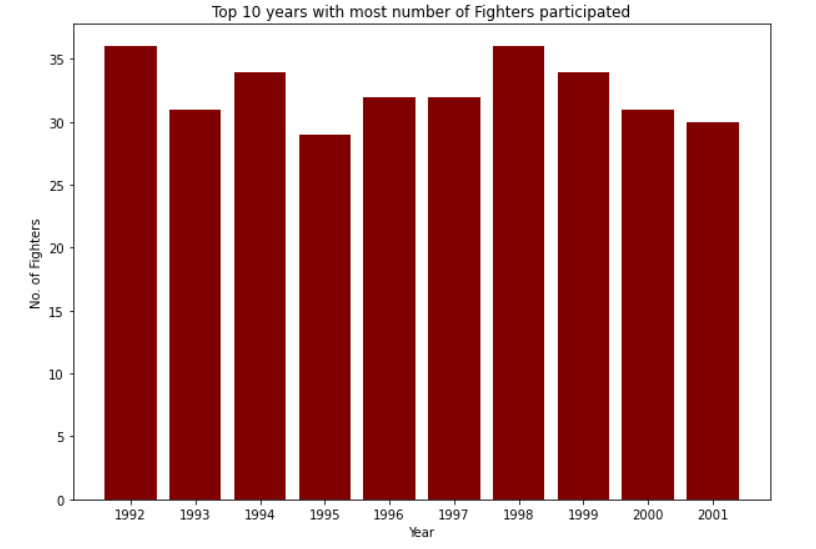 Top 10 years with most number of Fighters participated
No. of Fighters
35
30
25
20
15
10
5
0
1992 1993 1994 1995 1996 1997 1998 1999 2000 2001
Year